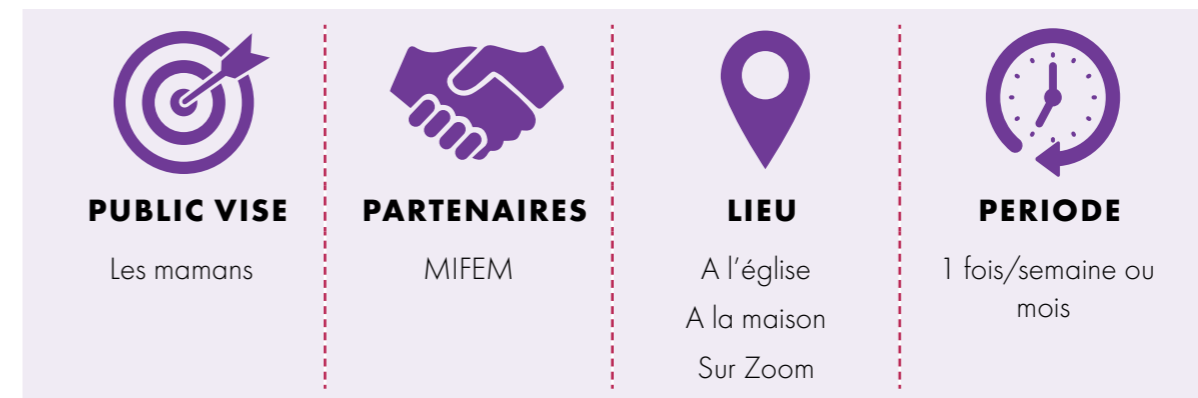 PUBLIC VISE
Les mamans
PARTENAIRES
MIFEM
LIEU
A l’église
A la maison
Sur Zoom
PERIODE
1 fois/semaine ou
mois